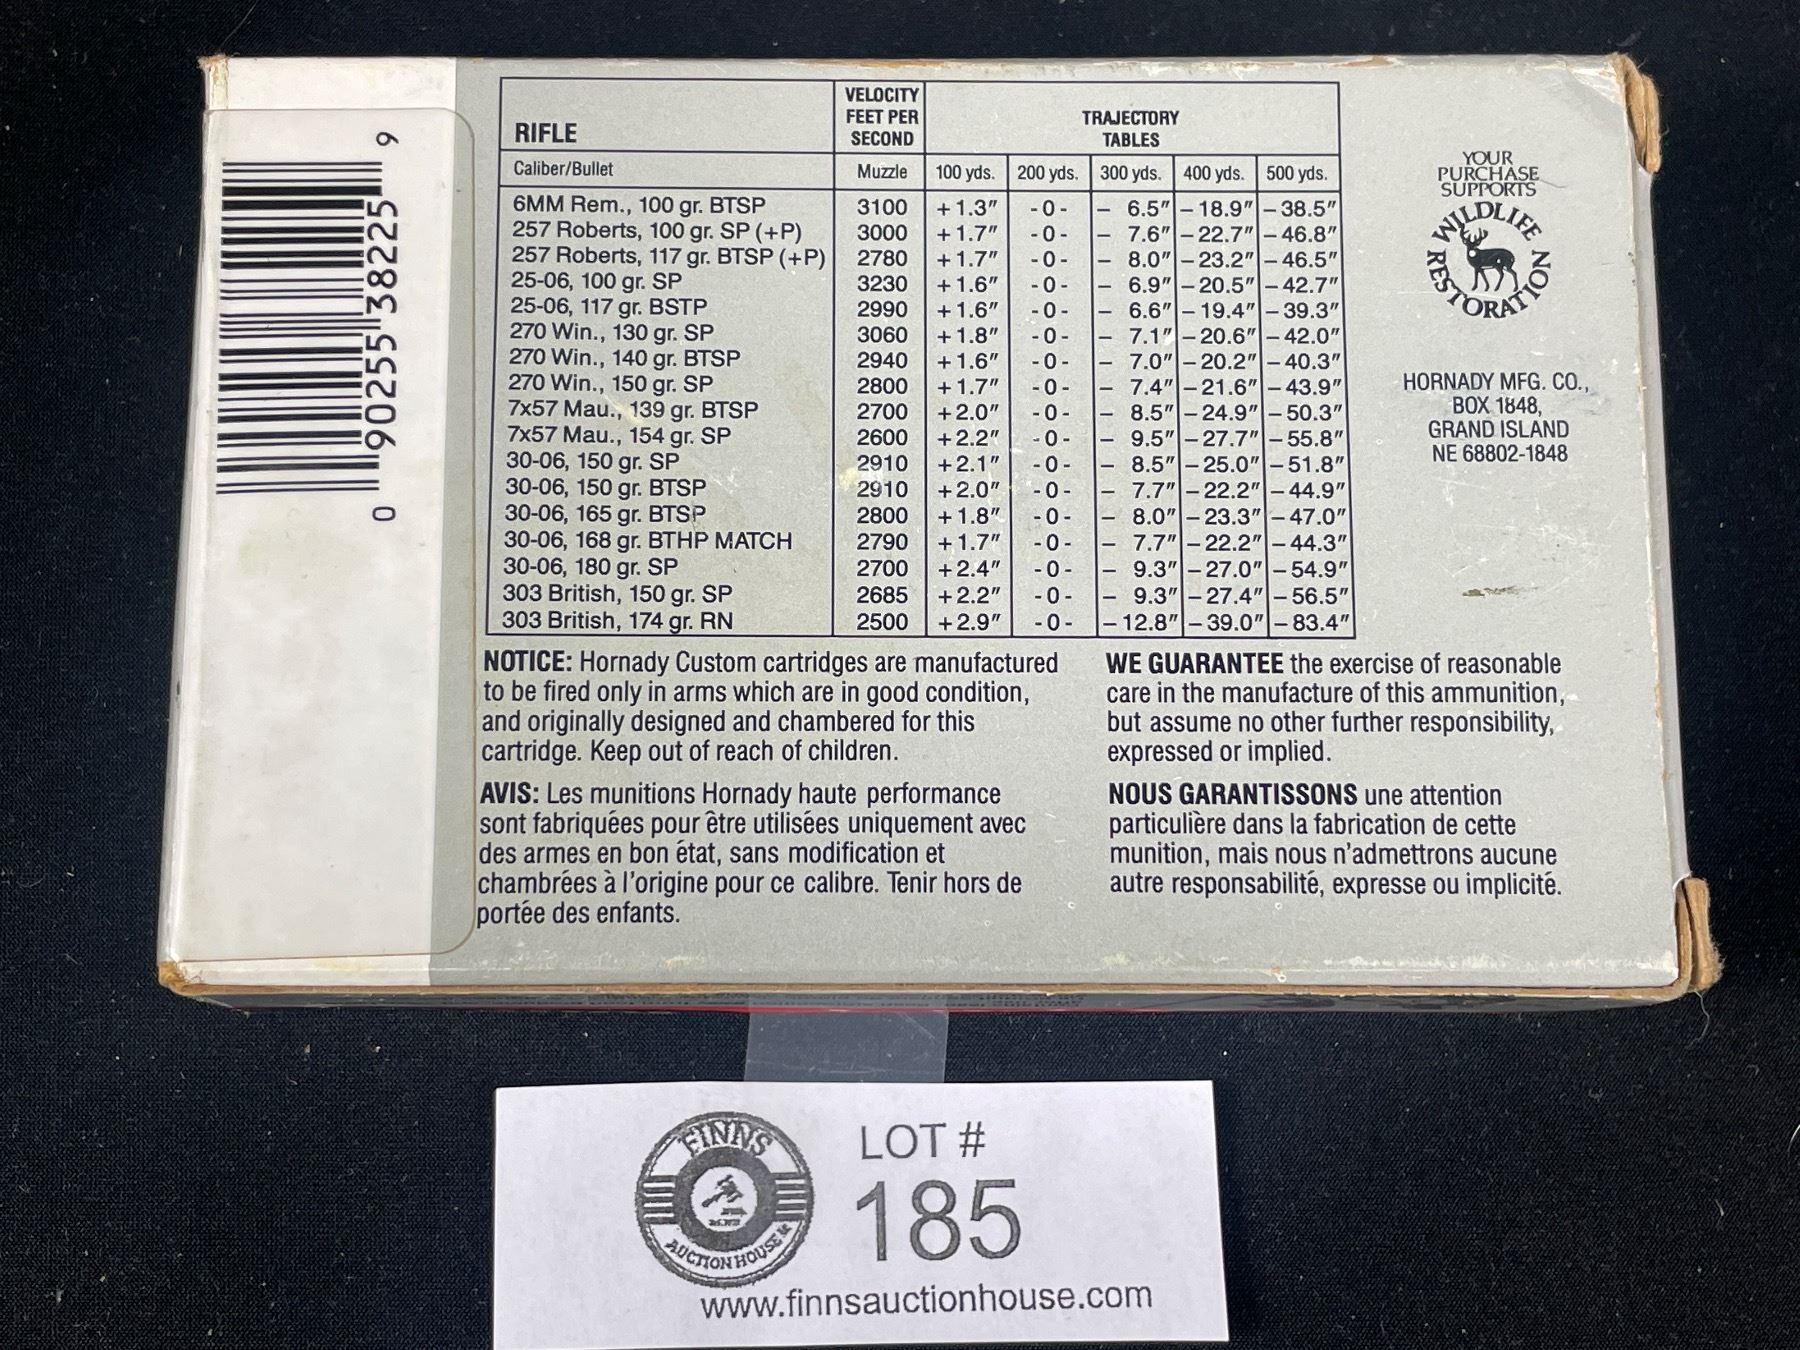 0 90255 38225 9
RIFLE
VELOCITY
FEET PER
SECOND
TRAJECTORY
TABLES
Caliber/Bullet Muzzle 100 yds. 200 yds. 300 yds. 400 yds. 500 yds.
6MM Rem., 100 gr. BTSP 3100 +1.3" -0- – 6.5" –18.9" –38.5"
257 Roberts, 100 gr. SP (+P) 3000 +1.7" -0- – 7.6" –22.7" –46.8"
257 Roberts, 117 gr. BTSP (+P) 2780 +1.7" -0- – 8.0" –23.2" –46.5"
25-06, 100 gr. SP 3230 +1.6" -0- – 6.9" –20.5" –42.7"
25-06, 117 gr. BSTP 2990 +1.6" -0- – 6.6" –19.4" –39.3"
270 Win., 130 gr. SP 3060 +1.8" -0- – 7.1" –20.6" –42.0"
270 Win., 140 gr. BTSP 2940 +1.6" -0- – 7.0" –20.2" –40.3"
270 Win., 150 gr. SP 2800 +1.7" -0- – 7.4" –21.6" –43.9"
7x57 Mau., 139 gr. BTSP 2700 +2.0" -0- – 8.5" –24.9" –50.3"
7x57 Mau., 154 gr. SP 2600 +2.2" -0- – 9.5" –27.7" –55.8"
30-06, 150 gr. SP 2910 +2.1" -0- – 8.5" –25.0" –51.8"
30-06, 150 gr. BTSP 2910 +2.0" -0- – 7.7" –22.2" –44.9"
30-06, 165 gr. BTSP 2800 +1.8" -0- – 8.0" –23.3" –47.0"
30-06, 168 gr. BTHP MATCH 2790 +1.7" -0- – 7.7" –22.2" –44.3"
30-06, 180 gr. SP 2700 +2.4" -0- – 9.3" –27.0" –54.9"
303 British, 150 gr. SP 2685 +2.2" -0- – 9.3" –27.4" –56.5"
303 British, 174 gr. RN 2500 +2.9" -0- –12.8" –39.0" –83.4"
YOUR
PURCHASE
SUPPORTS
WILDLIFE
RESTORATION
HORNADY MFG. CO.,
BOX 1848,
GRAND ISLAND
NE 68802-1848
NOTICE: Hornady Custom cartridges are manufactured
to be fired only in arms which are in good condition,
and originally designed and chambered for this
cartridge. Keep out of reach of children.
WE GUARANTEE the exercise of reasonable
care in the manufacture of this ammunition,
but assume no other further responsibility,
expressed or implied.
AVIS: Les munitions Hornady haute performance
sont fabriquées pour être utilisées uniquement avec
des armes en bon état, sans modification et
chambrées à l'origine pour ce calibre. Tenir hors de
portée des enfants.
NOUS GARANTISSONS une attention
particulière dans la fabrication de cette
munition, mais nous n'admettrons aucune
autre responsabilité, expresse ou implicité.
FINNS
AUCTION HOUSE
LOT #
185
www.finnsauctionhouse.com